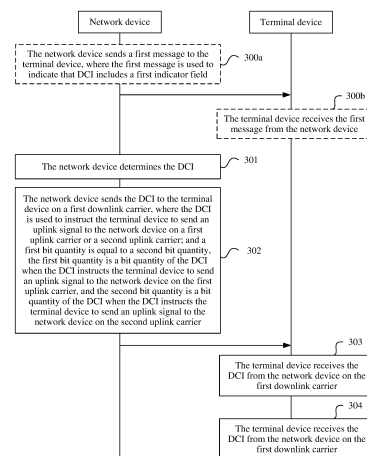 Network device
Terminal device
The network device sends a first message to the
terminal device, where the first message is used to
indicate that DCI includes a first indicator field
300a
300b
The terminal device receives the first
message from the network device
301
The network device determines the DCI
The network device sends the DCI to the terminal
device on a first downlink carrier, where the DCI
is used to instruct the terminal device to send an
uplink signal to the network device on a first
uplink carrier or a second uplink carrier; and a
first bit quantity is equal to a second bit quantity,
the first bit quantity is a bit quantity of the DCI
when the DCI instructs the terminal device to send
an uplink signal to the network device on the first
uplink carrier, and the second bit quantity is a bit
quantity of the DCI when the DCI instructs the
terminal device to send an uplink signal to the
network device on the second uplink carrier
302
303
The terminal device receives the
DCI from the network device on the
first downlink carrier
304
The terminal device receives the
DCI from the network device on the
first downlink carrier